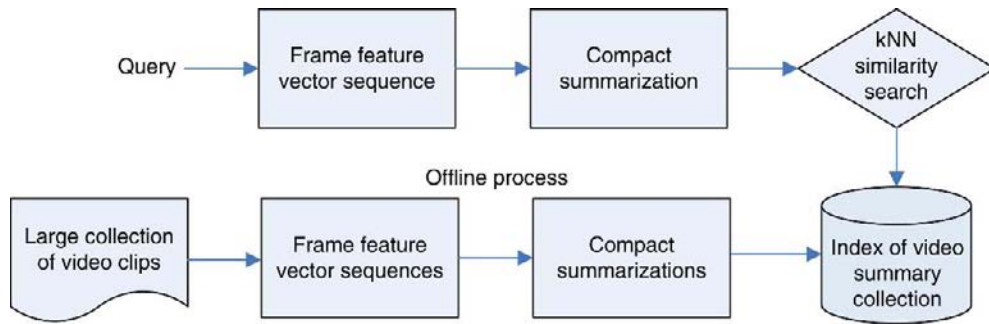 Query
Frame feature
vector sequence
Compact
summarization
kNN
similarity
search
Offline process
Large collection
of video clips
Frame feature
vector sequences
Compact
summarizations
Index of video
summary
collection